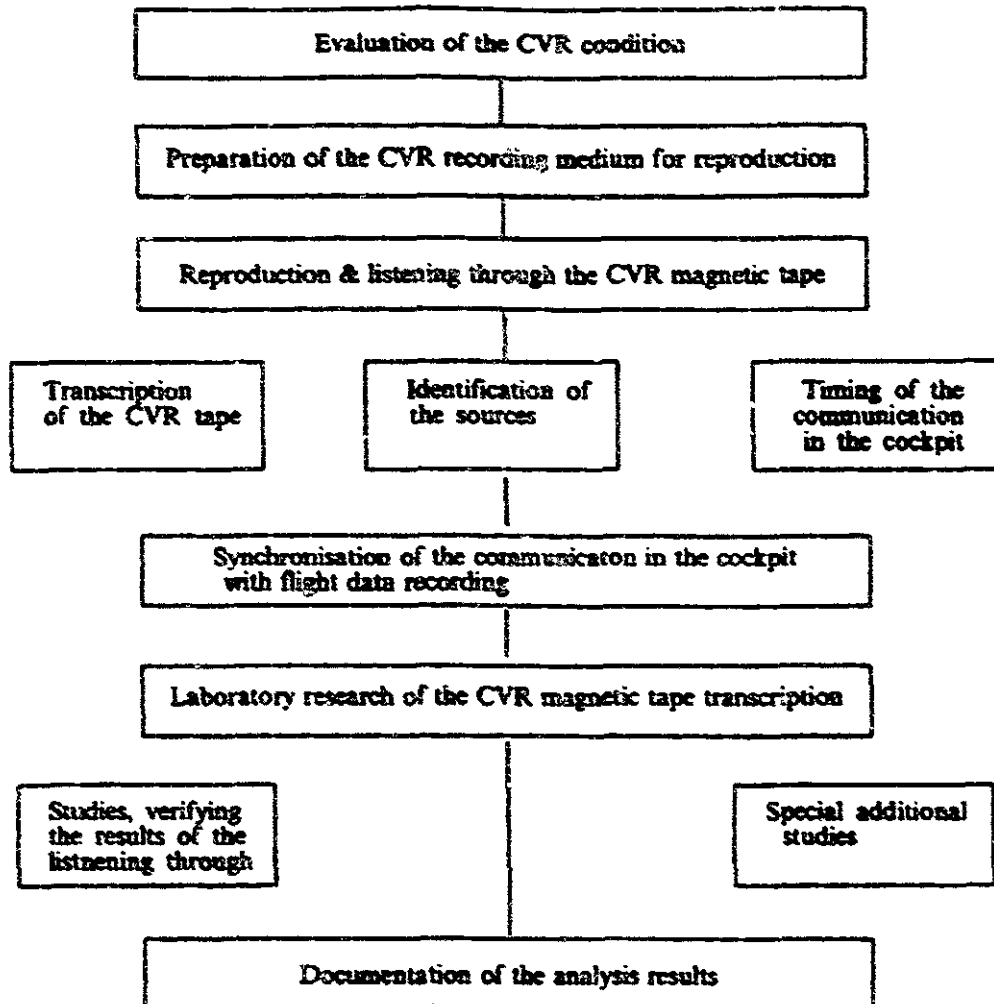 Evaluation of the CVR condition
Preparation of the CVR recording medium for reproduction
Reproduction & listening through the CVR magnetic tape
Transcription
of the CVR tape
Identification of
the sources
Timing of the
communication
in the cockpit
Synchronisation of the communicaton in the cockpit
with flight data recording
Laboratory research of the CVR magnetic tape transcription
Studies, verifying
the results of the
listnening through
Special additional
studies
Documentation of the analysis results